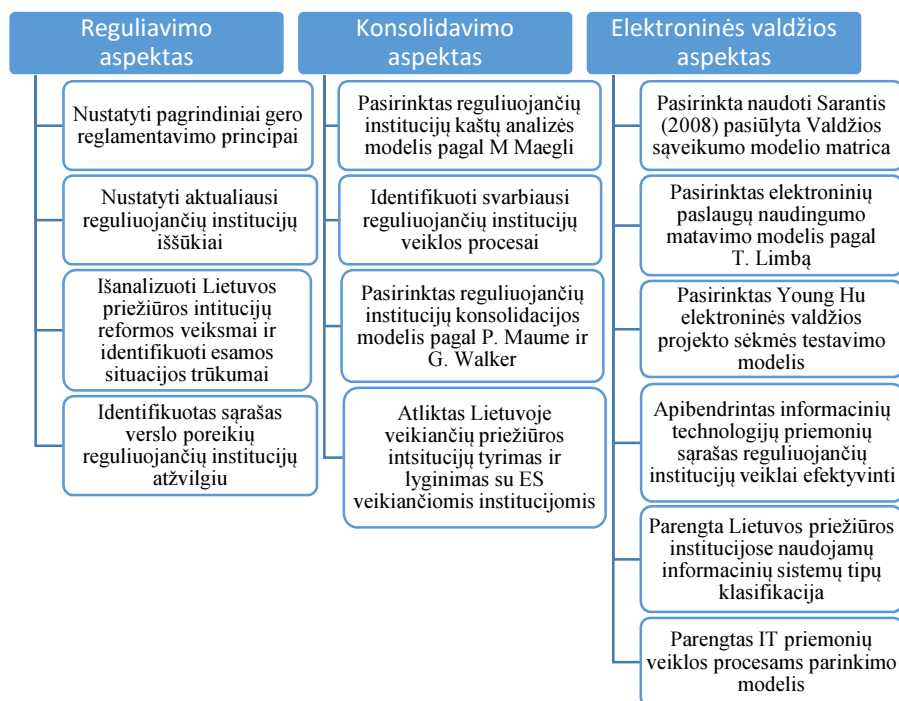 Reguliavimo
aspektas
Nustatyti pagrindiniai gero
reglamentavimo principai
Nustatyti aktualiausi
reguliuojančių institucijų
iššūkiai
Išanalizuoti Lietuvos
priežiūros intitucijų
reformos veiksmai ir
identifikuoti esamos
situacijos trūkumai
Identifikuotas sąrašas
verslo poreikių
reguliuojančių institucijų
atžvilgiu
Konsolidavimo
aspektas
Pasirinktas reguliuojančių
institucijų kaštų analizės
modelis pagal M Maegli
Identifikuoti svarbiausi
reguliuojančių institucijų
veiklos procesai
Pasirinktas reguliuojančių
institucijų konsolidacijos
modelis pagal P. Maume ir
G. Walker
Atliktas Lietuvoje
veikiančių priežiūros
intsitucijų tyrimas ir
lyginimas su ES
veikiančiomis institucijomis
Elektroninės valdžios
aspektas
Pasirinkta naudoti Sarantis
(2008) pasiūlyta Valdžios
sąveikumo modelio matrica
Pasirinktas elektroninių
paslaugų naudingumo
matavimo modelis pagal
T. Limbą
Pasirinktas Young Hu
elektroninės valdžios
projekto sėkmės testavimo
modelis
Apibendrintas informacinių
technologijų priemonių
sąrašas reguliuojančių
institucijų veiklai efektyvinti
Parengta Lietuvos priežiūros
institucijose naudojamų
informacinių sistemų tipų
klasifikacija
Parengtas IT priemonių
veiklos procesams parinkimo
modelis